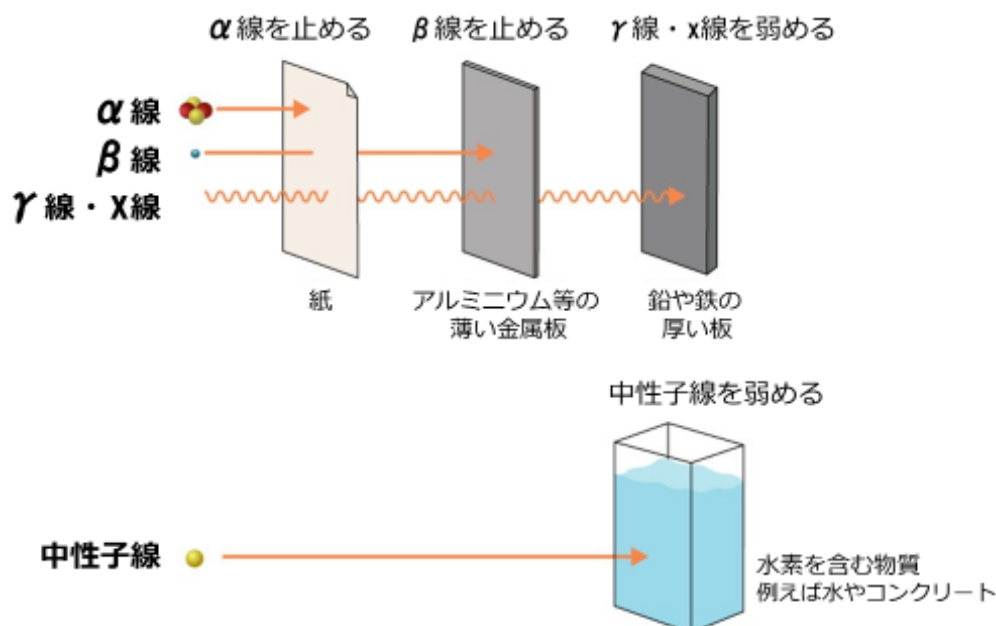 α線を止める
β線を止める
γ線・x線を弱める
α線
β線
γ線・X線
紙
アルミニウム等の
薄い金属板
鉛や鉄の
厚い板
中性子線を弱める
中性子線
水素を含む物質
例えば水やコンクリート